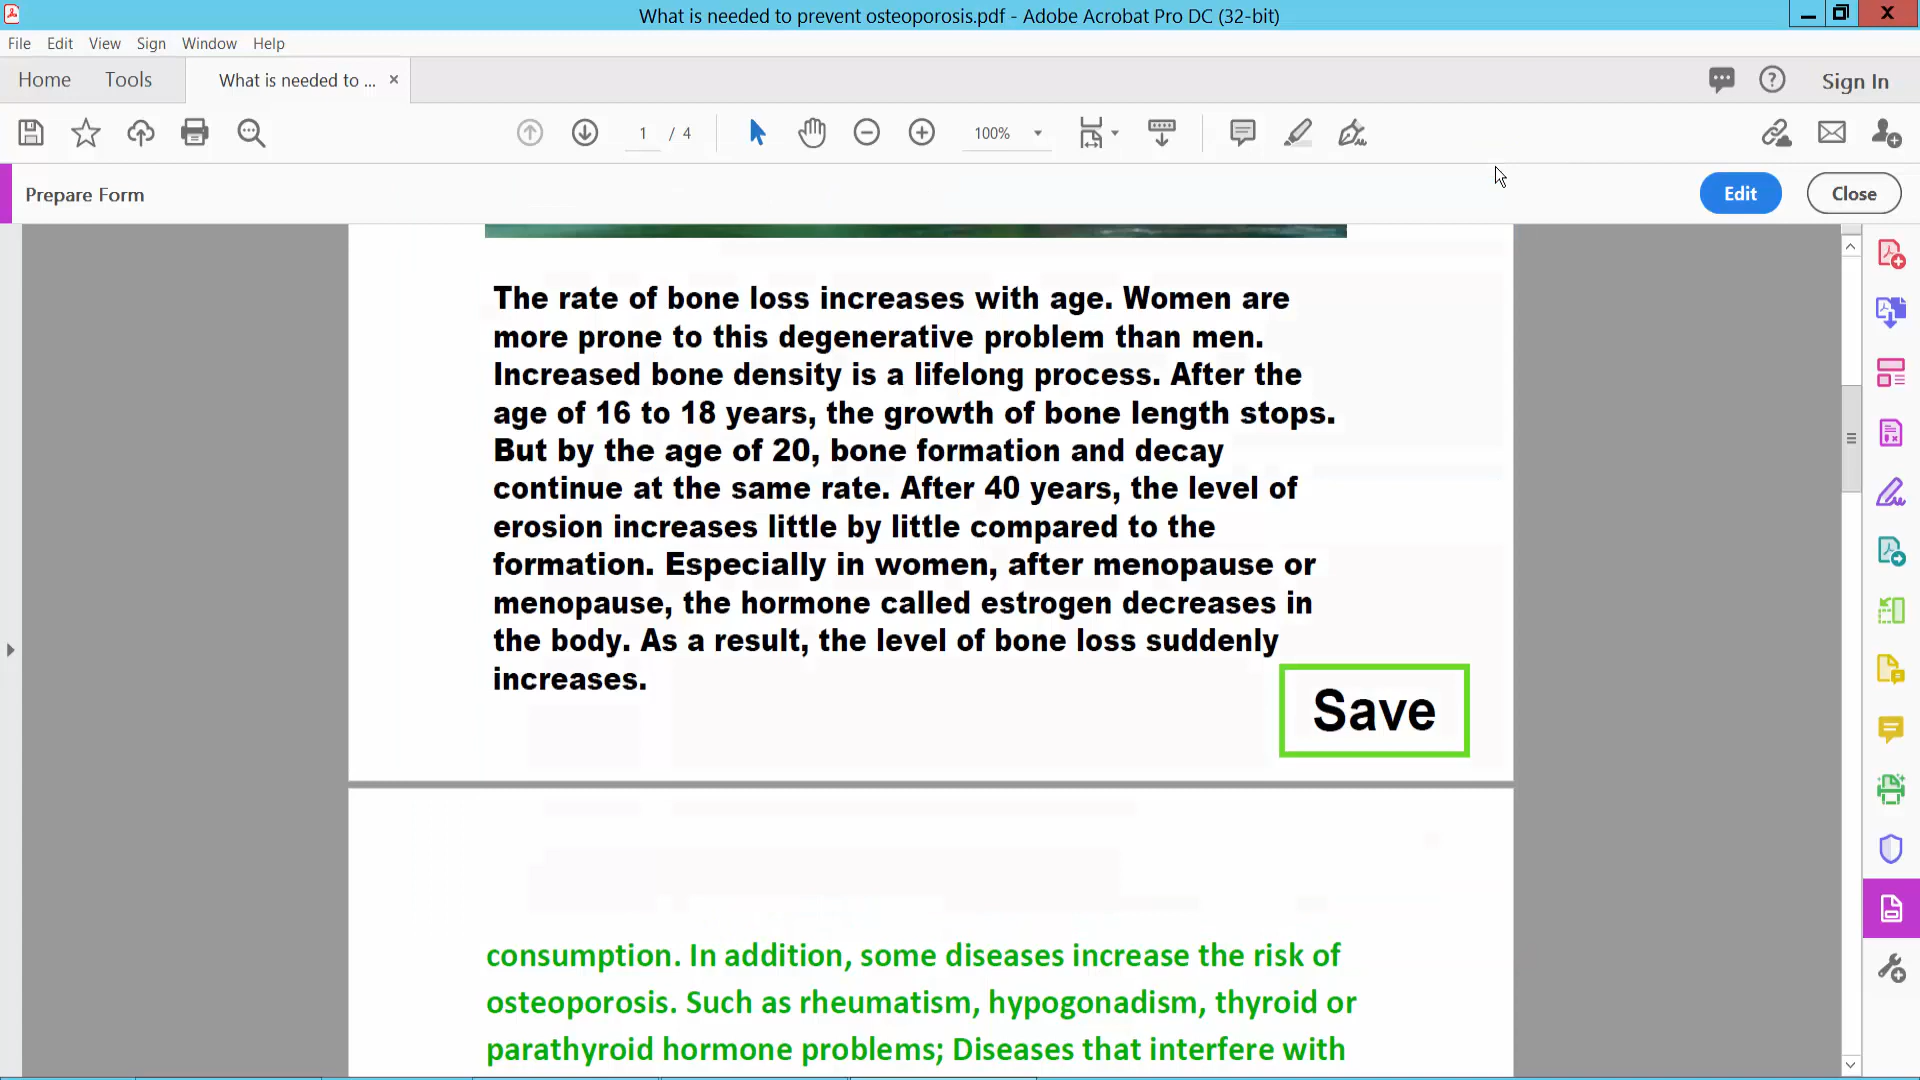 What is needed to prevent osteoporosis.pdf - Adobe Acrobat Pro DC (32-bit)
File Edit View Sign Window Help
Home Tools What is needed to ... × Sign In
1 / 4 100%
Prepare Form Edit Close
The rate of bone loss increases with age. Women are
more prone to this degenerative problem than men.
Increased bone density is a lifelong process. After the
age of 16 to 18 years, the growth of bone length stops.
But by the age of 20, bone formation and decay
continue at the same rate. After 40 years, the level of
erosion increases little by little compared to the
formation. Especially in women, after menopause or
menopause, the hormone called estrogen decreases in
the body. As a result, the level of bone loss suddenly
increases.
Save
consumption. In addition, some diseases increase the risk of
osteoporosis. Such as rheumatism, hypogonadism, thyroid or
parathyroid hormone problems; Diseases that interfere with